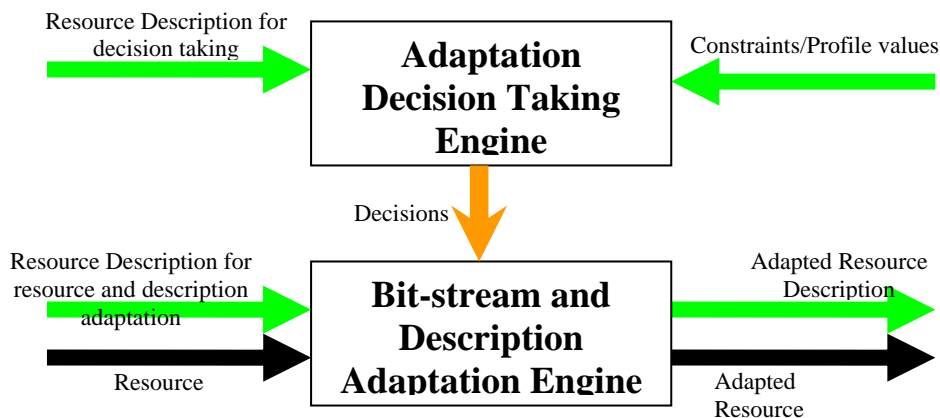 Resource Description for
decision taking
Adaptation
Decision Taking
Engine
Constraints/Profile values
Decisions
Resource Description for
resource and description
adaptation
Resource
Bit-stream and
Description
Adaptation Engine
Adapted Resource
Description
Adapted
Resource